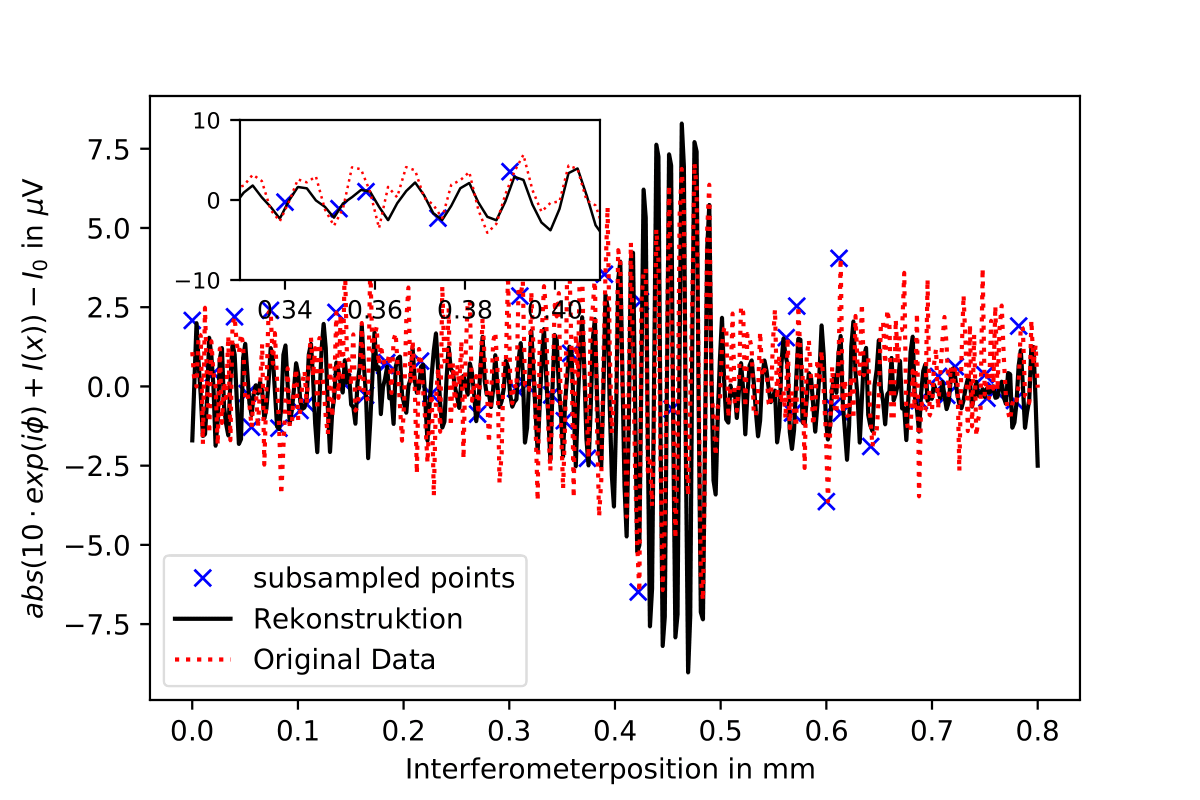 abs(10 · exp(iϕ) + I(x)) − I₀ in μV
7.5
5.0
2.5
0.0
−2.5
−5.0
−7.5
10
0
−10
0.34 0.36 0.38 0.40
subsampled points
Rekonstruktion
Original Data
0.0 0.1 0.2 0.3 0.4 0.5 0.6 0.7 0.8
Interferometerposition in mm